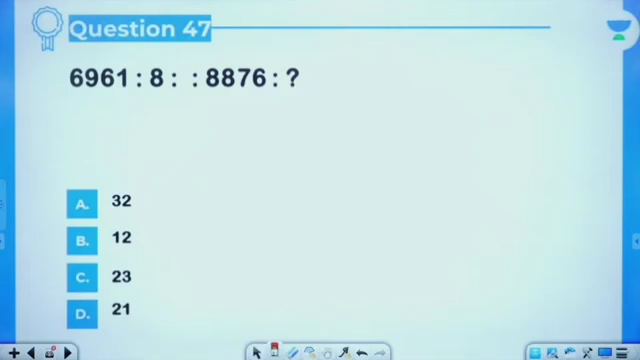 Question 47
6961 : 8 : : 8876 : ?
A. 32
B. 12
C. 23
D. 21